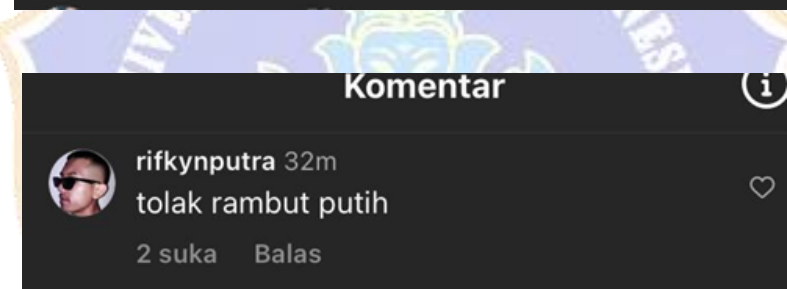 Komentar
rifkynputra 32m
tolak rambut putih
2 suka Balas